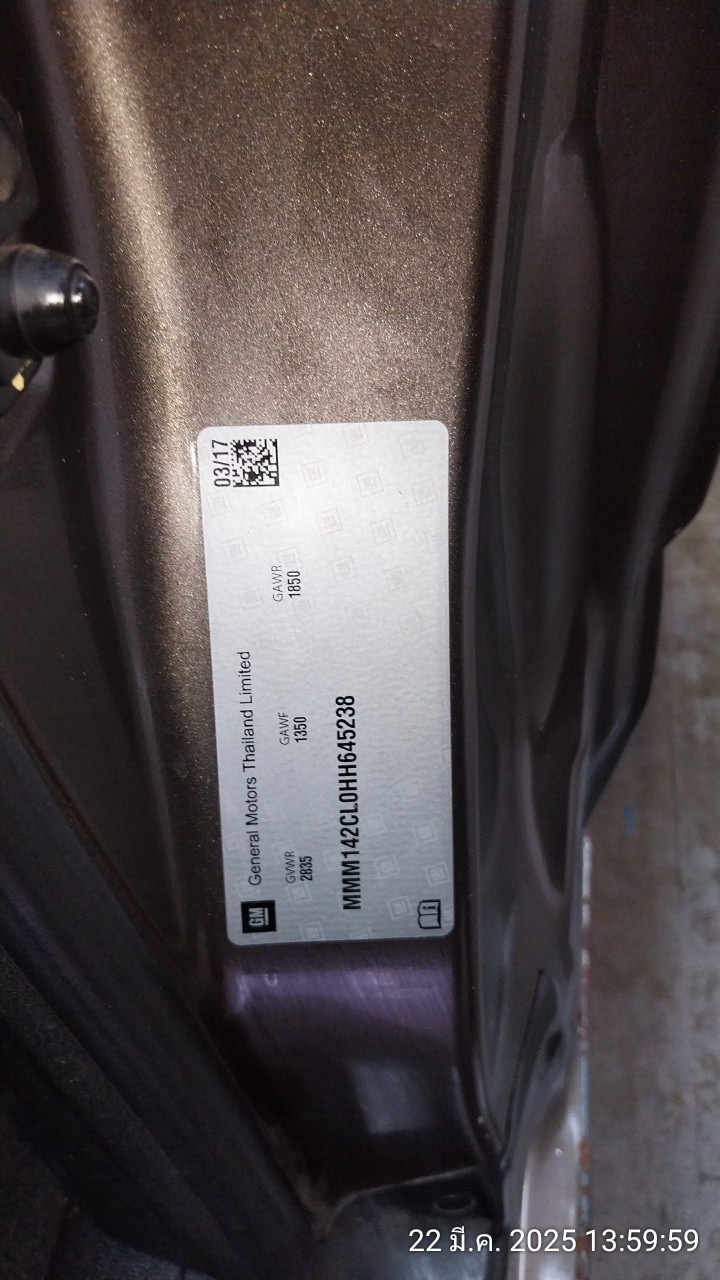 03/17
GM General Motors Thailand Limited
GVWR GAWF GAWR
2835 1350 1850
MMM142CL0HH645238
22 มี.ค. 2025 13:59:59